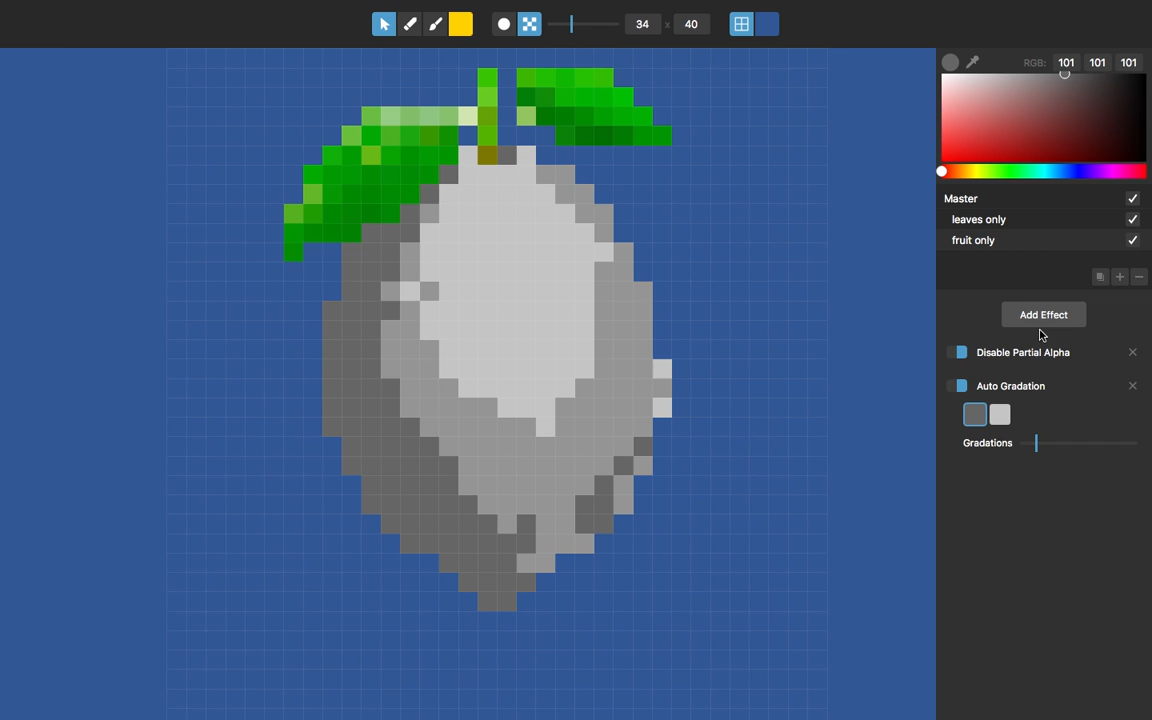 34 x 40
RGB: 101 101 101
Master
leaves only
fruit only
Add Effect
Disable Partial Alpha
Auto Gradation
Gradations